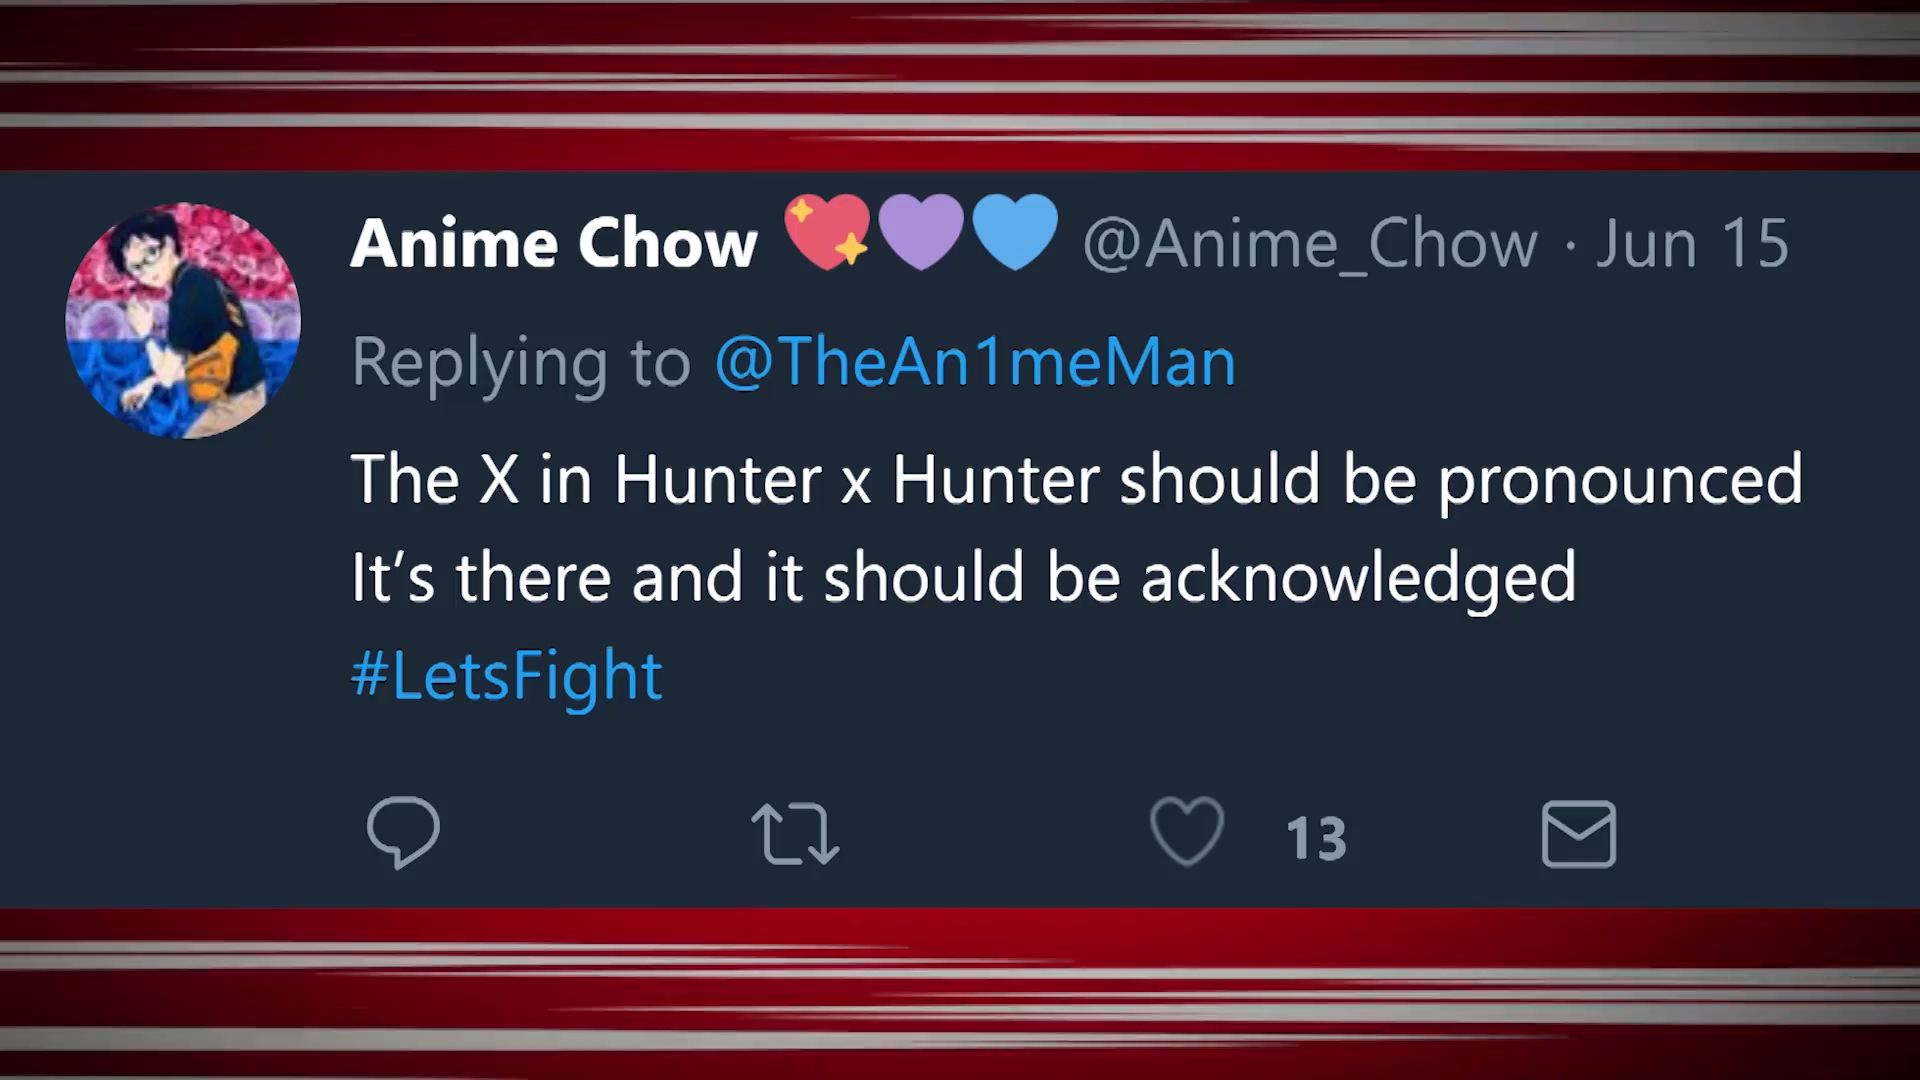 Anime Chow 💖💜💙 @Anime_Chow · Jun 15
Replying to @TheAn1meMan
The X in Hunter x Hunter should be pronounced
It’s there and it should be acknowledged
#LetsFight
13